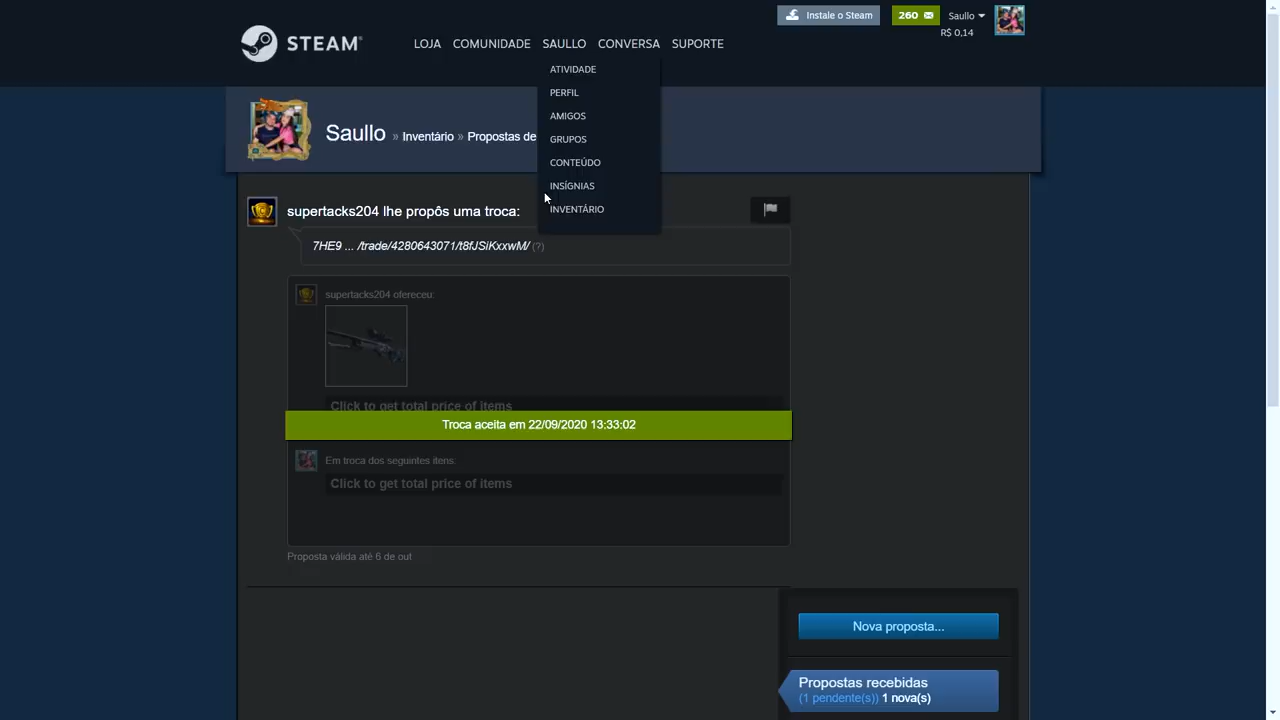 Instale o Steam
260
Saullo
R$ 0,14
STEAM
LOJA COMUNIDADE SAULLO CONVERSA SUPORTE
ATIVIDADE
PERFIL
AMIGOS
GRUPOS
CONTEÚDO
INSÍGNIAS
INVENTÁRIO
Saullo » Inventário » Propostas de
supertacks204 lhe propôs uma troca:
7HE9 ... /trade/4280643071/t8fJSiKxxwM/ (?)
supertacks204 ofereceu:
Click to get total price of items
Troca aceita em 22/09/2020 13:33:02
Em troca dos seguintes itens:
Click to get total price of items
Proposta válida até 6 de out
Nova proposta...
Propostas recebidas
(1 pendente(s)) 1 nova(s)